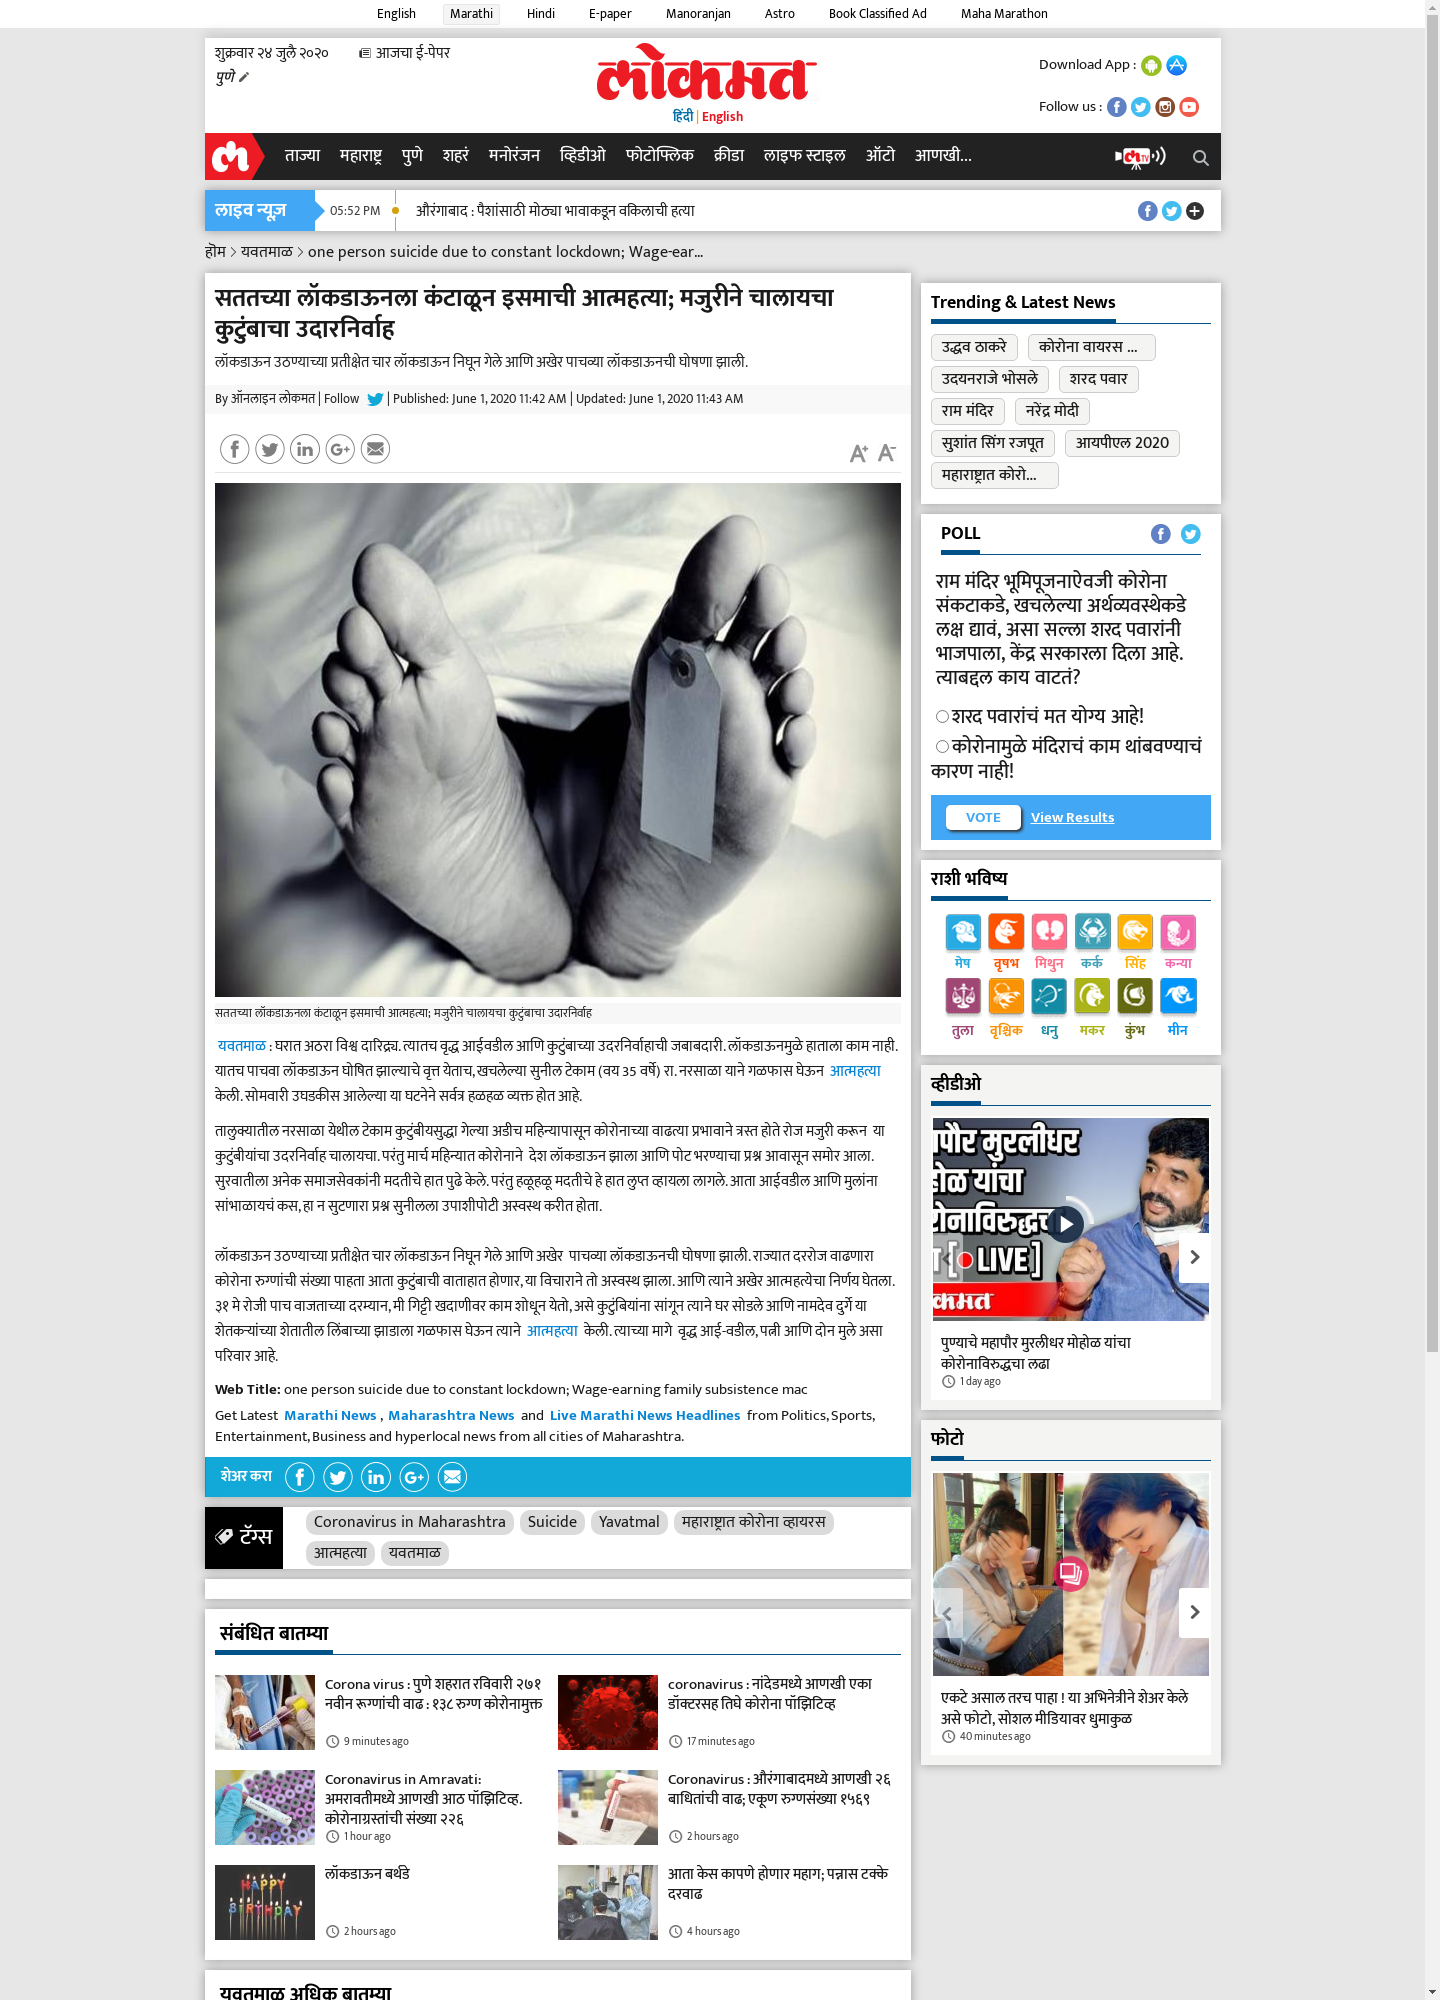 English Marathi Hindi E-paper Manoranjan Astro Book Classified Ad Maha Marathon
शुक्रवार २४ जुलै २०२० आजचा ई-पेपर
पुणे
लोकमत
हिंदी | English
Download App :
Follow us :
ताज्या महाराष्ट्र पुणे शहरं मनोरंजन व्हिडीओ फोटोफ्लिक क्रीडा लाइफ स्टाइल ऑटो आणखी...
लाइव न्यूज़ 05:52 PM औरंगाबाद : पैशांसाठी मोठ्या भावाकडून वकिलाची हत्या
होम > यवतमाळ > one person suicide due to constant lockdown; Wage-ear...
सततच्या लॉकडाऊनला कंटाळून इसमाची आत्महत्या; मजुरीने चालायचा
कुटुंबाचा उदारनिर्वाह
लॉकडाऊन उठण्याच्या प्रतीक्षेत चार लॉकडाऊन निघून गेले आणि अखेर पाचव्या लॉकडाऊनची घोषणा झाली.
By ऑनलाइन लोकमत | Follow | Published: June 1, 2020 11:42 AM | Updated: June 1, 2020 11:43 AM
A+ A-
सततच्या लॉकडाऊनला कंटाळून इसमाची आत्महत्या; मजुरीने चालायचा कुटुंबाचा उदारनिर्वाह
यवतमाळ : घरात अठरा विश्व दारिद्र्य. त्यातच वृद्ध आईवडील आणि कुटुंबाच्या उदरनिर्वाहाची जबाबदारी. लॉकडाऊनमुळे हाताला काम नाही.
यातच पाचवा लॉकडाऊन घोषित झाल्याचे वृत्त येताच, खचलेल्या सुनील टेकाम (वय 35 वर्षे) रा. नरसाळा याने गळफास घेऊन आत्महत्या
केली. सोमवारी उघडकीस आलेल्या या घटनेने सर्वत्र हळहळ व्यक्त होत आहे.
तालुक्यातील नरसाळा येथील टेकाम कुटुंबीयसुद्धा गेल्या अडीच महिन्यापासून कोरोनाच्या वाढत्या प्रभावाने त्रस्त होते रोज मजुरी करून या
कुटुंबीयांचा उदरनिर्वाह चालायचा. परंतु मार्च महिन्यात कोरोनाने देश लॉकडाऊन झाला आणि पोट भरण्याचा प्रश्न आवासून समोर आला.
सुरवातीला अनेक समाजसेवकांनी मदतीचे हात पुढे केले. परंतु हळूहळू मदतीचे हे हात लुप्त व्हायला लागले. आता आईवडील आणि मुलांना
सांभाळायचं कस, हा न सुटणारा प्रश्न सुनीलला उपाशीपोटी अस्वस्थ करीत होता.
लॉकडाऊन उठण्याच्या प्रतीक्षेत चार लॉकडाऊन निघून गेले आणि अखेर पाचव्या लॉकडाऊनची घोषणा झाली. राज्यात दररोज वाढणारा
कोरोना रुग्णांची संख्या पाहता आता कुटुंबाची वाताहात होणार, या विचाराने तो अस्वस्थ झाला. आणि त्याने अखेर आत्महत्येचा निर्णय घेतला.
३१ मे रोजी पाच वाजताच्या दरम्यान, मी गिट्टी खदाणीवर काम शोधून येतो, असे कुटुंबियांना सांगून त्याने घर सोडले आणि नामदेव दुर्गे या
शेतकऱ्यांच्या शेतातील लिंबाच्या झाडाला गळफास घेऊन त्याने आत्महत्या केली. त्याच्या मागे वृद्ध आई-वडील, पत्नी आणि दोन मुले असा
परिवार आहे.
Web Title: one person suicide due to constant lockdown; Wage-earning family subsistence mac
Get Latest Marathi News , Maharashtra News and Live Marathi News Headlines from Politics, Sports,
Entertainment, Business and hyperlocal news from all cities of Maharashtra.
शेअर करा
टॅग्स Coronavirus in Maharashtra Suicide Yavatmal महाराष्ट्रात कोरोना व्हायरस
आत्महत्या यवतमाळ
संबंधित बातम्या
Corona virus : पुणे शहरात रविवारी २७१
नवीन रूग्णांची वाढ : १३८ रुग्ण कोरोनामुक्त
9 minutes ago
coronavirus : नांदेडमध्ये आणखी एका
डॉक्टरसह तिघे कोरोना पॉझिटिव्ह
17 minutes ago
Coronavirus in Amravati:
अमरावतीमध्ये आणखी आठ पॉझिटिव्ह.
कोरोनाग्रस्तांची संख्या २२६
1 hour ago
Coronavirus : औरंगाबादमध्ये आणखी २६
बाधितांची वाढ; एकूण रुग्णसंख्या १५६९
2 hours ago
HAPPY
BIRTHDAY
लॉकडाऊन बर्थडे
2 hours ago
आता केस कापणे होणार महाग; पन्नास टक्के
दरवाढ
4 hours ago
यवतमाळ अधिक बातम्या
Trending & Latest News
उद्धव ठाकरे कोरोना वायरस ...
उदयनराजे भोसले शरद पवार
राम मंदिर नरेंद्र मोदी
सुशांत सिंग रजपूत आयपीएल 2020
महाराष्ट्रात कोरो...
POLL
राम मंदिर भूमिपूजनाऐवजी कोरोना
संकटाकडे, खचलेल्या अर्थव्यवस्थेकडे
लक्ष द्यावं, असा सल्ला शरद पवारांनी
भाजपाला, केंद्र सरकारला दिला आहे.
त्याबद्दल काय वाटतं?
शरद पवारांचं मत योग्य आहे!
कोरोनामुळे मंदिराचं काम थांबवण्याचं
कारण नाही!
VOTE View Results
राशी भविष्य
मेष वृषभ मिथुन कर्क सिंह कन्या
तुला वृश्चिक धनु मकर कुंभ मीन
व्हीडीओ
पौर मुरलीधर
होळ यांचा
रोनाविरुद्धचा
LIVE ]
कमत
पुण्याचे महापौर मुरलीधर मोहोळ यांचा
कोरोनाविरुद्धचा लढा
1 day ago
फोटो
एकटे असाल तरच पाहा ! या अभिनेत्रीने शेअर केले
असे फोटो, सोशल मीडियावर धुमाकुळ
40 minutes ago